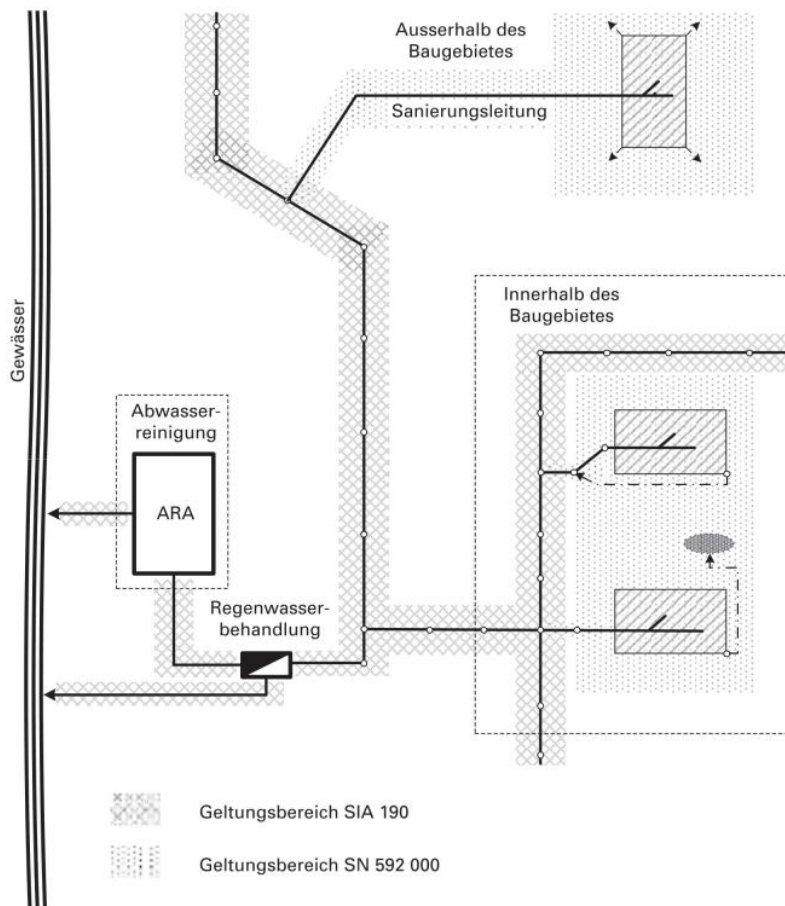 Ausserhalb des
Baugebietes
Sanierungsleitung
Gewässer
Innerhalb des
Baugebietes
Abwasser-
reinigung
ARA
Regenwasser-
behandlung
Geltungsbereich SIA 190
Geltungsbereich SN 592 000